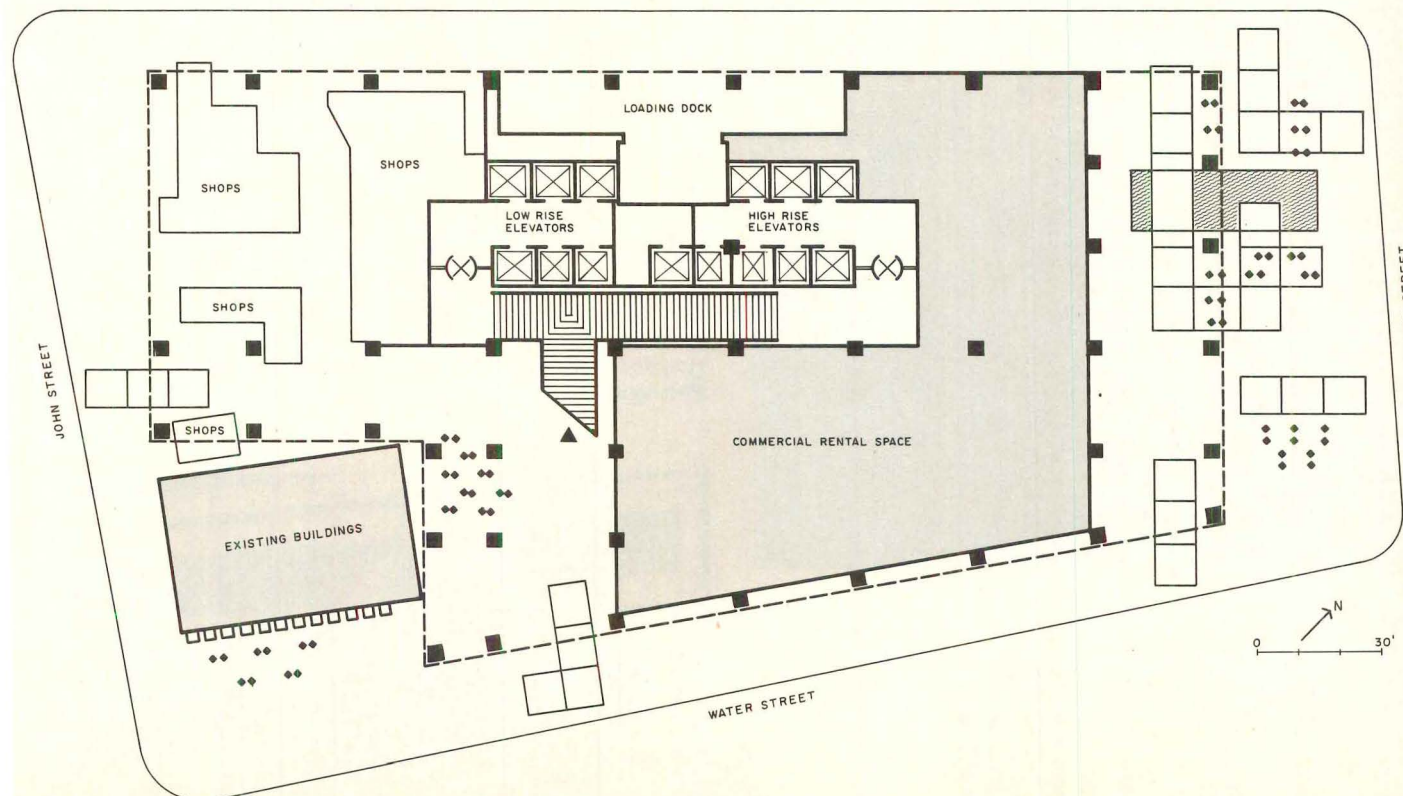 LOADING DOCK
SHOPS
SHOPS
LOW RISE
ELEVATORS
HIGH RISE
ELEVATORS
SHOPS
JOHN STREET
SHOPS
COMMERCIAL RENTAL SPACE
EXISTING BUILDINGS
WATER STREET
STREET
N
0 30'